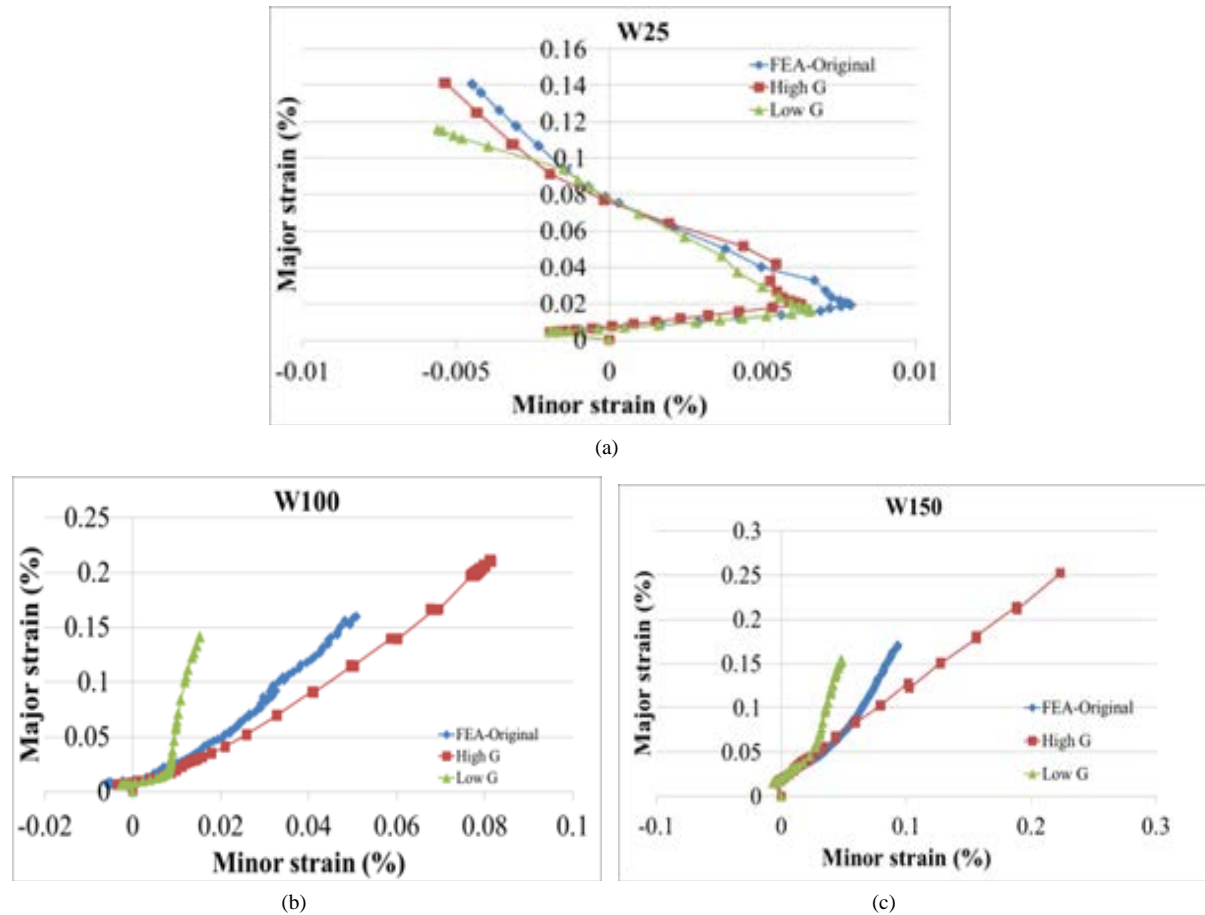 W25
0.16
0.14
0.12
0.1
0.08
0.06
0.04
0.02
0
Major strain (%)
FEA-Original
High G
Low G
-0.01
-0.005
0
0.005
0.01
Minor strain (%)
(a)
W100
0.25
0.2
0.15
0.1
0.05
0
Major strain (%)
FEA-Original
High G
Low G
-0.02
0
0.02
0.04
0.06
0.08
0.1
Minor strain (%)
(b)
W150
0.3
0.25
0.2
0.15
0.1
0.05
0
Major strain (%)
FEA-Original
High G
Low G
-0.1
0
0.1
0.2
0.3
Minor strain (%)
(c)